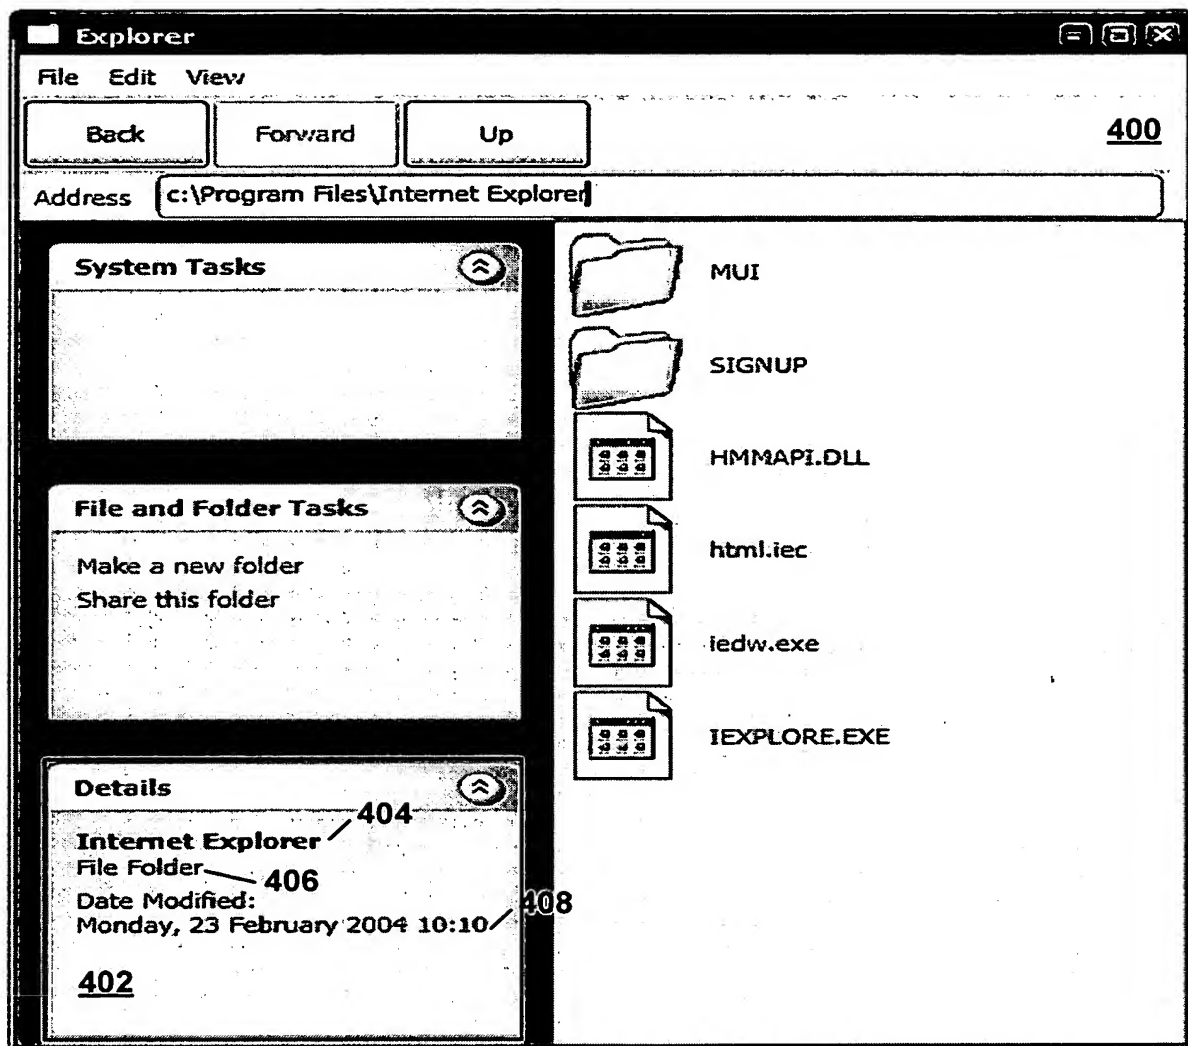 Explorer
File Edit View
Back Forward Up 400
Address c:\Program Files\Internet Explorer
System Tasks
File and Folder Tasks
Make a new folder
Share this folder
Details
404
Internet Explorer
File Folder
406
Date Modified:
408
Monday, 23 February 2004 10:10
402
MUI
SIGNUP
HMMAPI.DLL
html.iec
iedw.exe
IEXPLORE.EXE